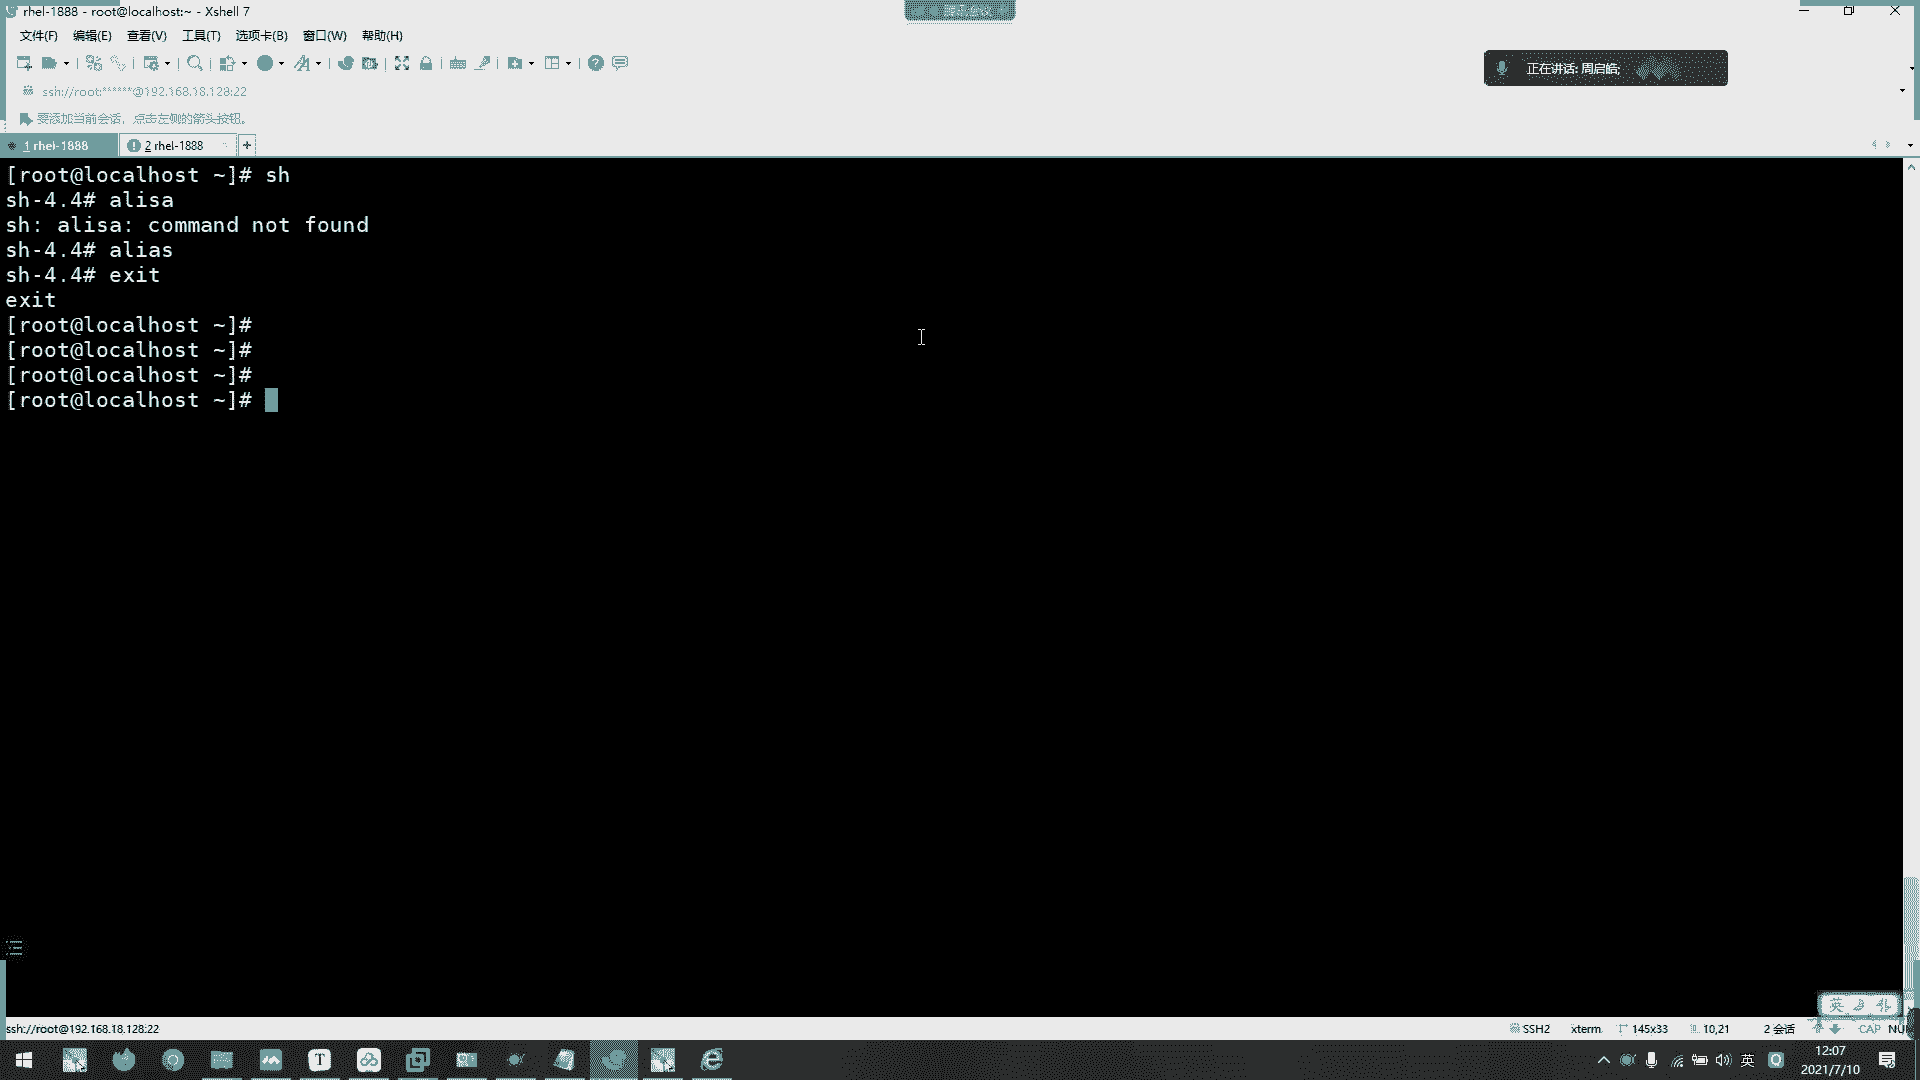 rhel-1888 - root@localhost:~ - Xshell 7
文件(F) 编辑(E) 查看(V) 工具(T) 选项卡(B) 窗口(W) 帮助(H)
正在讲话: 周启皓;
ssh://root:******@192.168.18.128:22
要添加当前会话，点击左侧的箭头按钮。
1 rhel-1888 2 rhel-1888 +
[root@localhost ~]# sh
sh-4.4# alisa
sh: alisa: command not found
sh-4.4# alias
sh-4.4# exit
exit
[root@localhost ~]#
[root@localhost ~]#
[root@localhost ~]#
[root@localhost ~]#
英
ssh://root@192.168.18.128:22 SSH2 xterm 145x33 10,21 2 会话 CAP NUM
英 12:07
2021/7/10